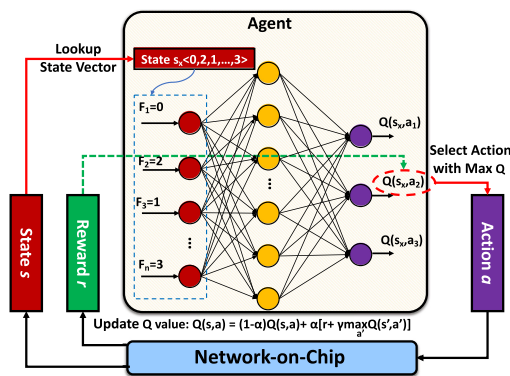 Agent
Lookup
State Vector
State sₓ<0,2,1,...,3>
F₁=0
F₂=2
F₃=1
...
Fₙ=3
...
Q(sₓ,a₁)
Q(sₓ,a₂)
Q(sₓ,a₃)
Select Action
with Max Q
State s
Reward r
Action a
Update Q value: Q(s,a) = (1-α)Q(s,a)+ α[r+ γmaxQ(s',a')]
a'
Network-on-Chip